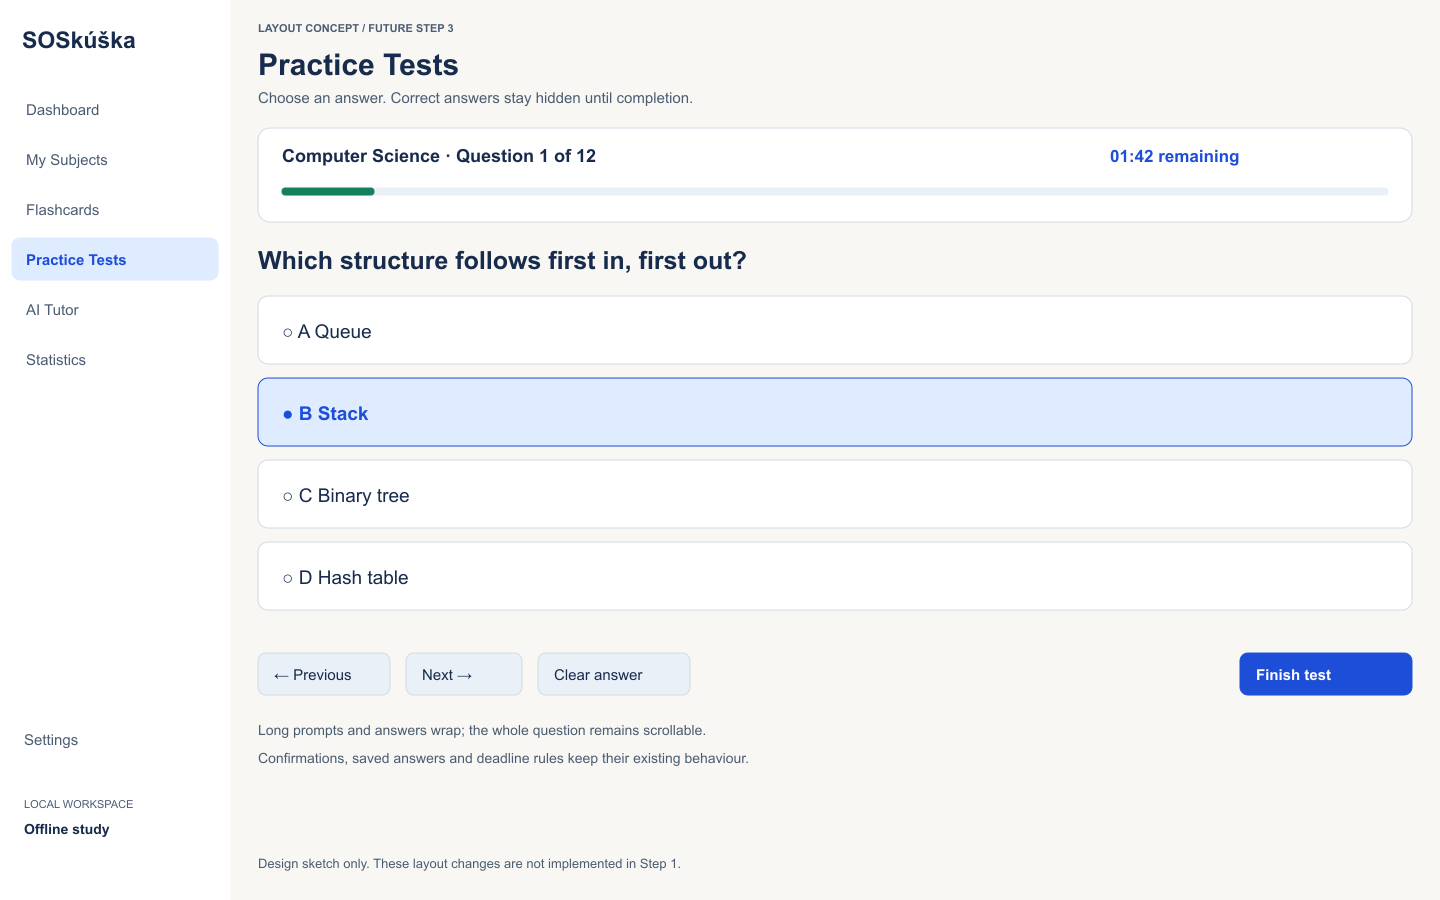 SOSkúška
Dashboard
My Subjects
Flashcards
Practice Tests
AI Tutor
Statistics
Settings
LOCAL WORKSPACE
Offline study
LAYOUT CONCEPT / FUTURE STEP 3
Practice Tests
Choose an answer. Correct answers stay hidden until completion.
Computer Science · Question 1 of 12
01:42 remaining
Which structure follows first in, first out?
○ A Queue
● B Stack
○ C Binary tree
○ D Hash table
← Previous
Next →
Clear answer
Finish test
Long prompts and answers wrap; the whole question remains scrollable.
Confirmations, saved answers and deadline rules keep their existing behaviour.
Design sketch only. These layout changes are not implemented in Step 1.